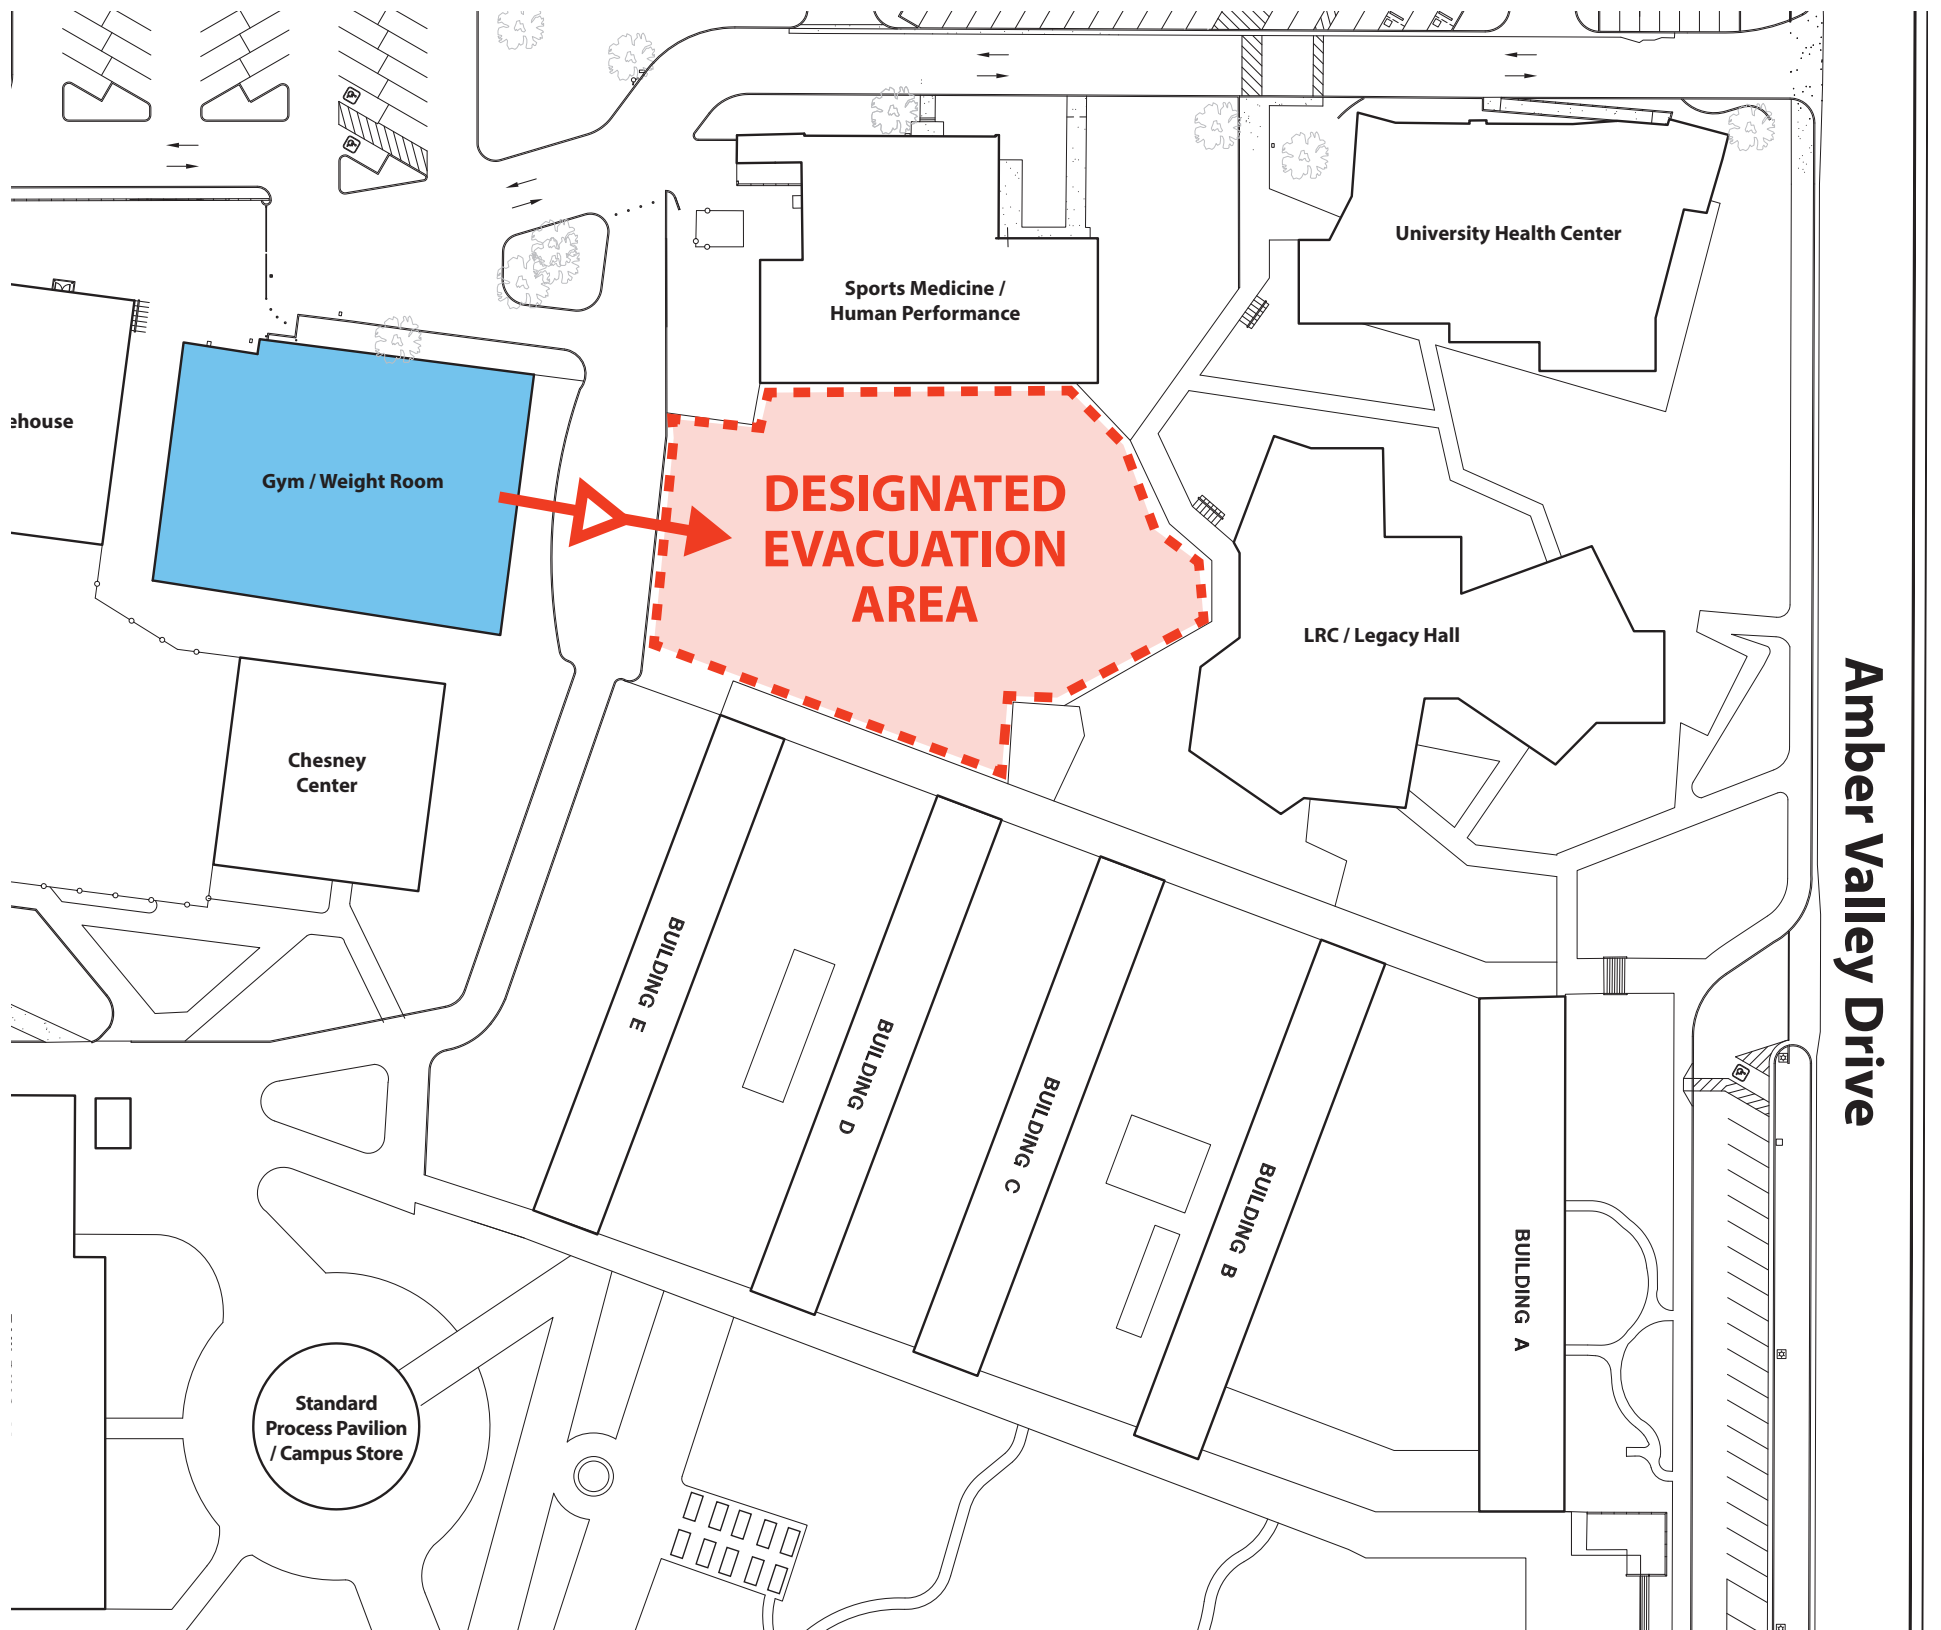 University Health Center
Sports Medicine /
Human Performance
ehouse
Gym / Weight Room
DESIGNATED
EVACUATION
AREA
LRC / Legacy Hall
Amber Valley Drive
Chesney
Center
BUILDING E
BUILDING D
BUILDING C
BUILDING B
BUILDING A
Standard
Process Pavilion
/ Campus Store